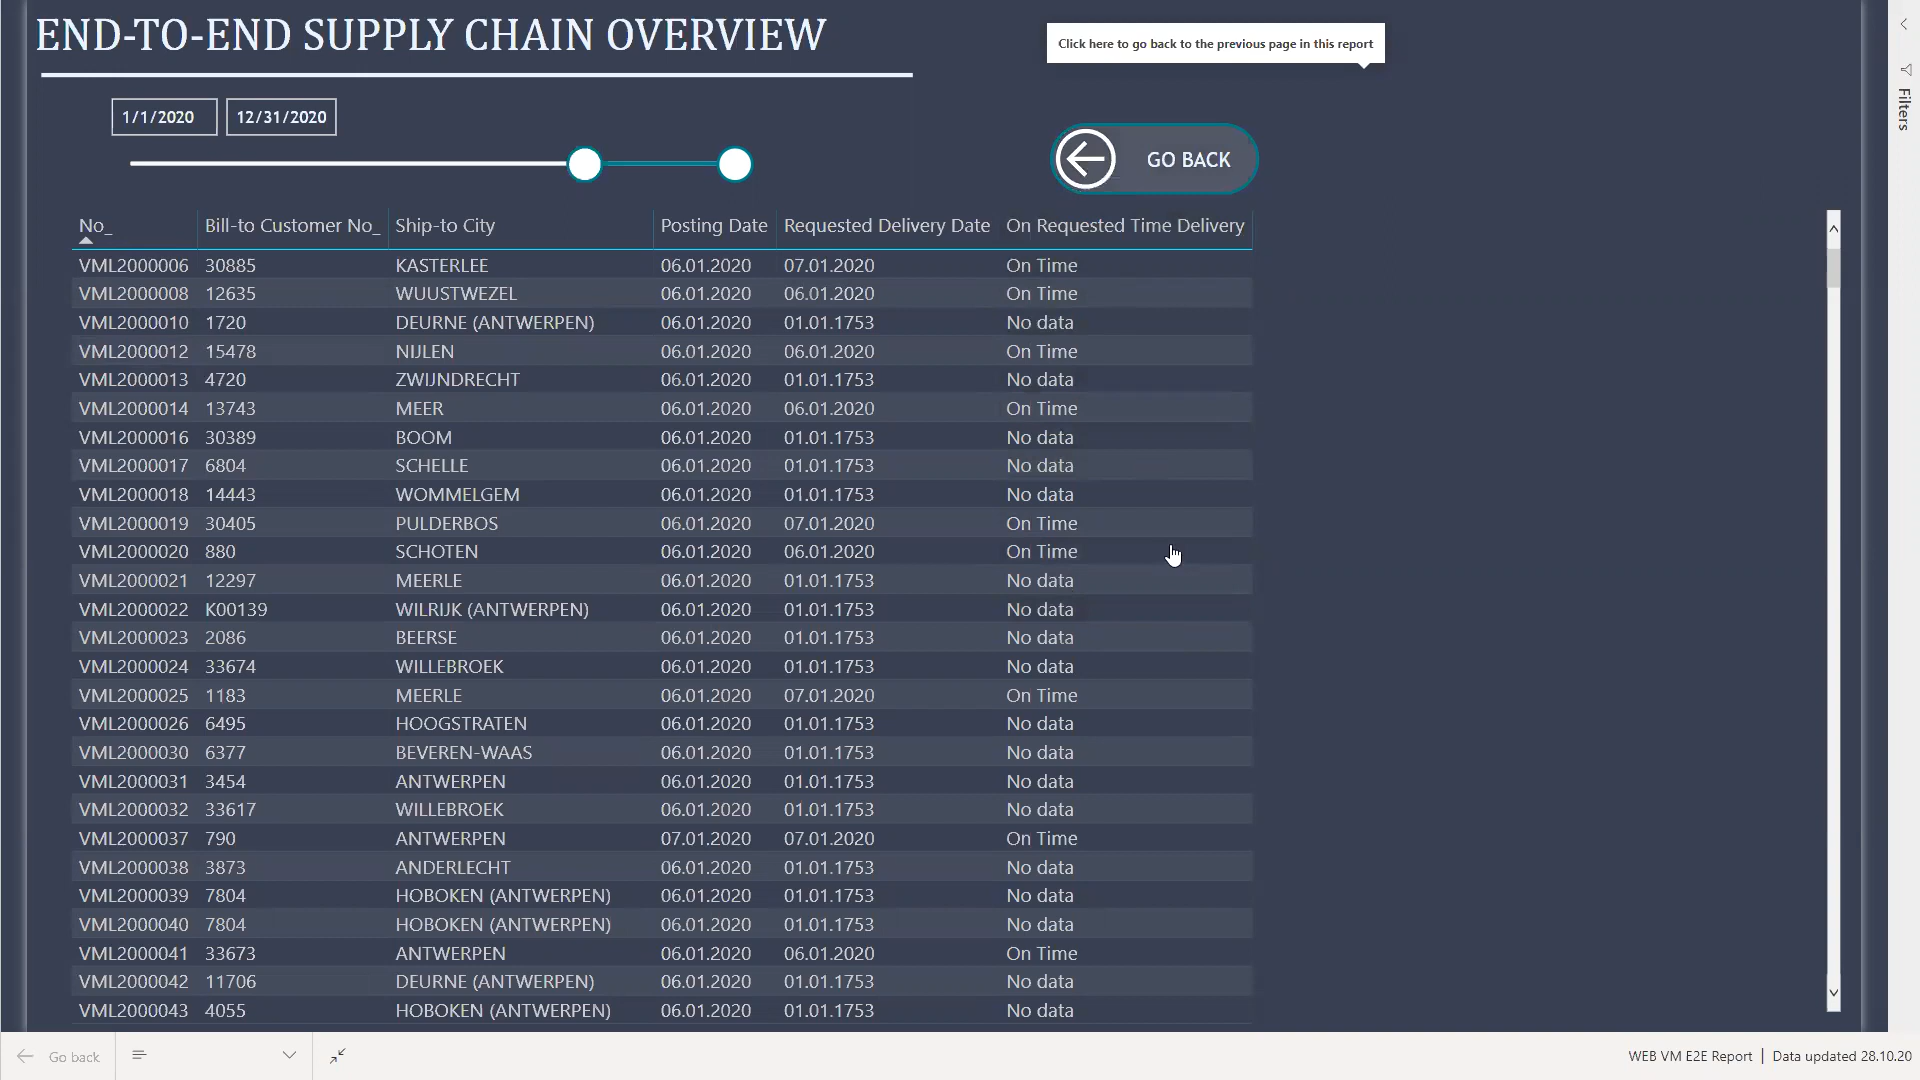 END-TO-END SUPPLY CHAIN OVERVIEW
Click here to go back to the previous page in this report
Filters
1/1/2020 12/31/2020
GO BACK
No_ Bill-to Customer No_ Ship-to City Posting Date Requested Delivery Date On Requested Time Delivery
VML2000006 30885 KASTERLEE 06.01.2020 07.01.2020 On Time
VML2000008 12635 WUUSTWEZEL 06.01.2020 06.01.2020 On Time
VML2000010 1720 DEURNE (ANTWERPEN) 06.01.2020 01.01.1753 No data
VML2000012 15478 NIJLEN 06.01.2020 06.01.2020 On Time
VML2000013 4720 ZWIJNDRECHT 06.01.2020 01.01.1753 No data
VML2000014 13743 MEER 06.01.2020 06.01.2020 On Time
VML2000016 30389 BOOM 06.01.2020 01.01.1753 No data
VML2000017 6804 SCHELLE 06.01.2020 01.01.1753 No data
VML2000018 14443 WOMMELGEM 06.01.2020 01.01.1753 No data
VML2000019 30405 PULDERBOS 06.01.2020 07.01.2020 On Time
VML2000020 880 SCHOTEN 06.01.2020 06.01.2020 On Time
VML2000021 12297 MEERLE 06.01.2020 01.01.1753 No data
VML2000022 K00139 WILRIJK (ANTWERPEN) 06.01.2020 01.01.1753 No data
VML2000023 2086 BEERSE 06.01.2020 01.01.1753 No data
VML2000024 33674 WILLEBROEK 06.01.2020 01.01.1753 No data
VML2000025 1183 MEERLE 06.01.2020 07.01.2020 On Time
VML2000026 6495 HOOGSTRATEN 06.01.2020 01.01.1753 No data
VML2000030 6377 BEVEREN-WAAS 06.01.2020 01.01.1753 No data
VML2000031 3454 ANTWERPEN 06.01.2020 01.01.1753 No data
VML2000032 33617 WILLEBROEK 06.01.2020 01.01.1753 No data
VML2000037 790 ANTWERPEN 07.01.2020 07.01.2020 On Time
VML2000038 3873 ANDERLECHT 06.01.2020 01.01.1753 No data
VML2000039 7804 HOBOKEN (ANTWERPEN) 06.01.2020 01.01.1753 No data
VML2000040 7804 HOBOKEN (ANTWERPEN) 06.01.2020 01.01.1753 No data
VML2000041 33673 ANTWERPEN 06.01.2020 06.01.2020 On Time
VML2000042 11706 DEURNE (ANTWERPEN) 06.01.2020 01.01.1753 No data
VML2000043 4055 HOBOKEN (ANTWERPEN) 06.01.2020 01.01.1753 No data
Go back WEB VM E2E Report | Data updated 28.10.20